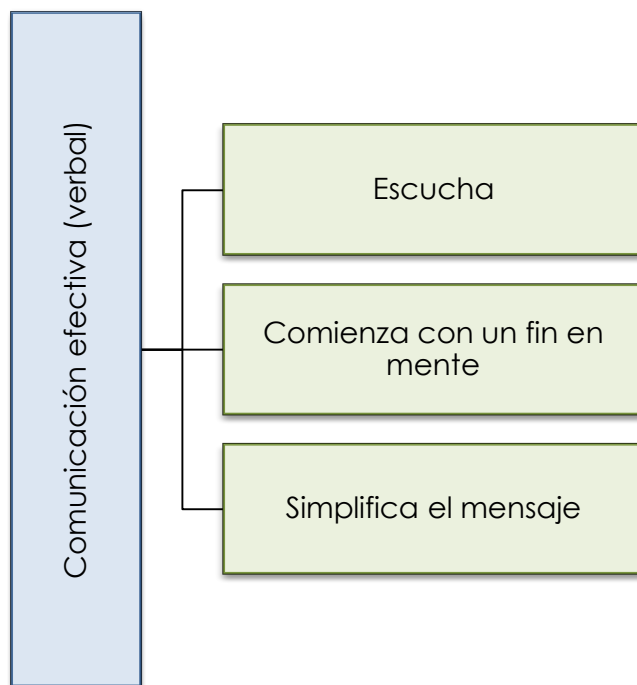 Comunicación efectiva (verbal)
Escucha
Comienza con un fin en
mente
Simplifica el mensaje